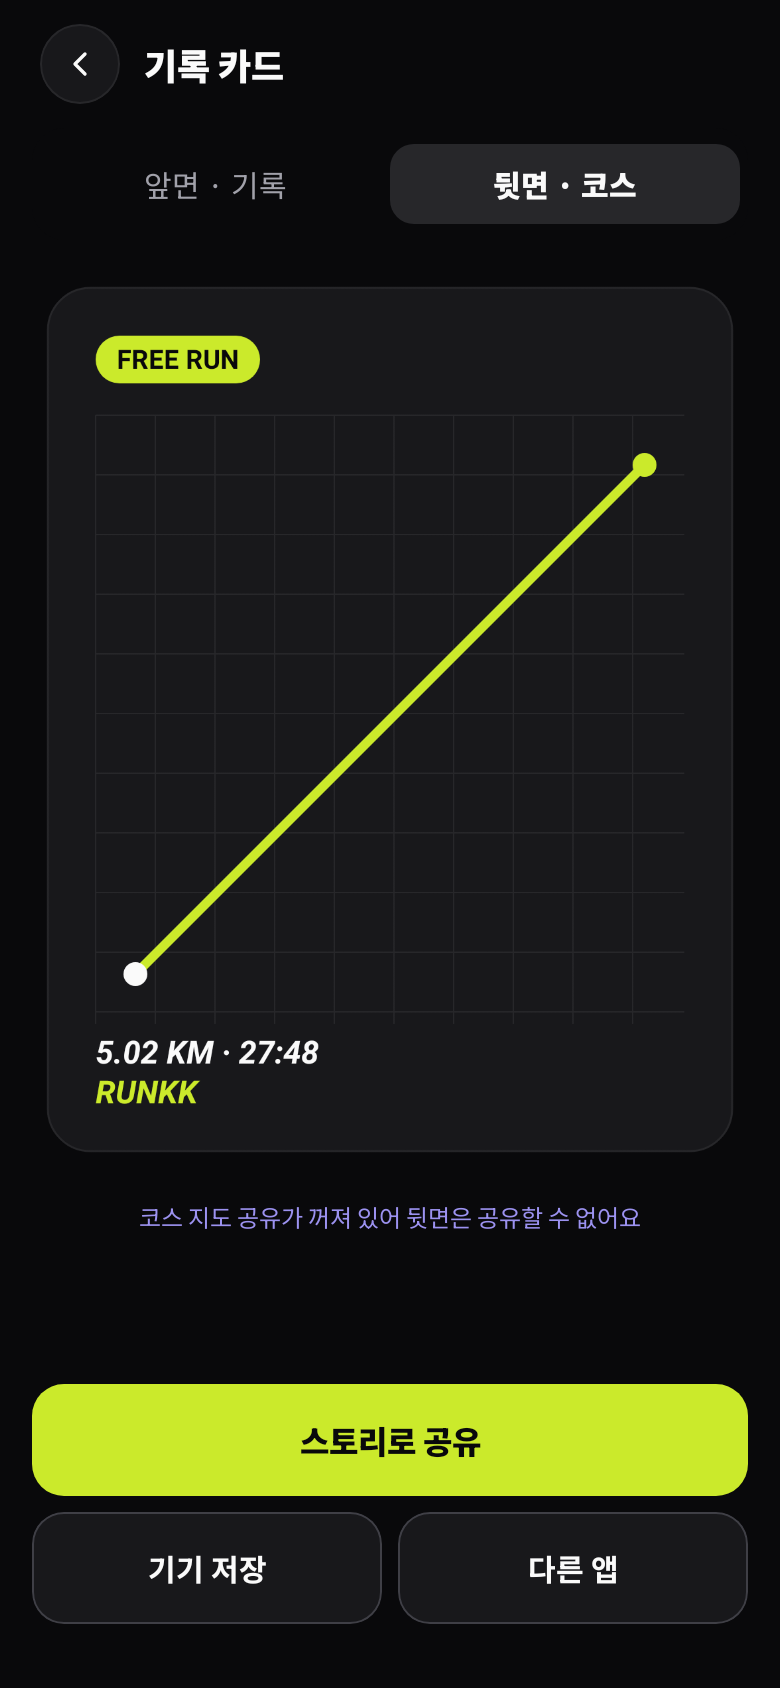 기록 카드
앞면 · 기록
뒷면 · 코스
FREE RUN
5.02 KM · 27:48
RUNKK
코스 지도 공유가 꺼져 있어 뒷면은 공유할 수 없어요
스토리로 공유
기기 저장
다른 앱